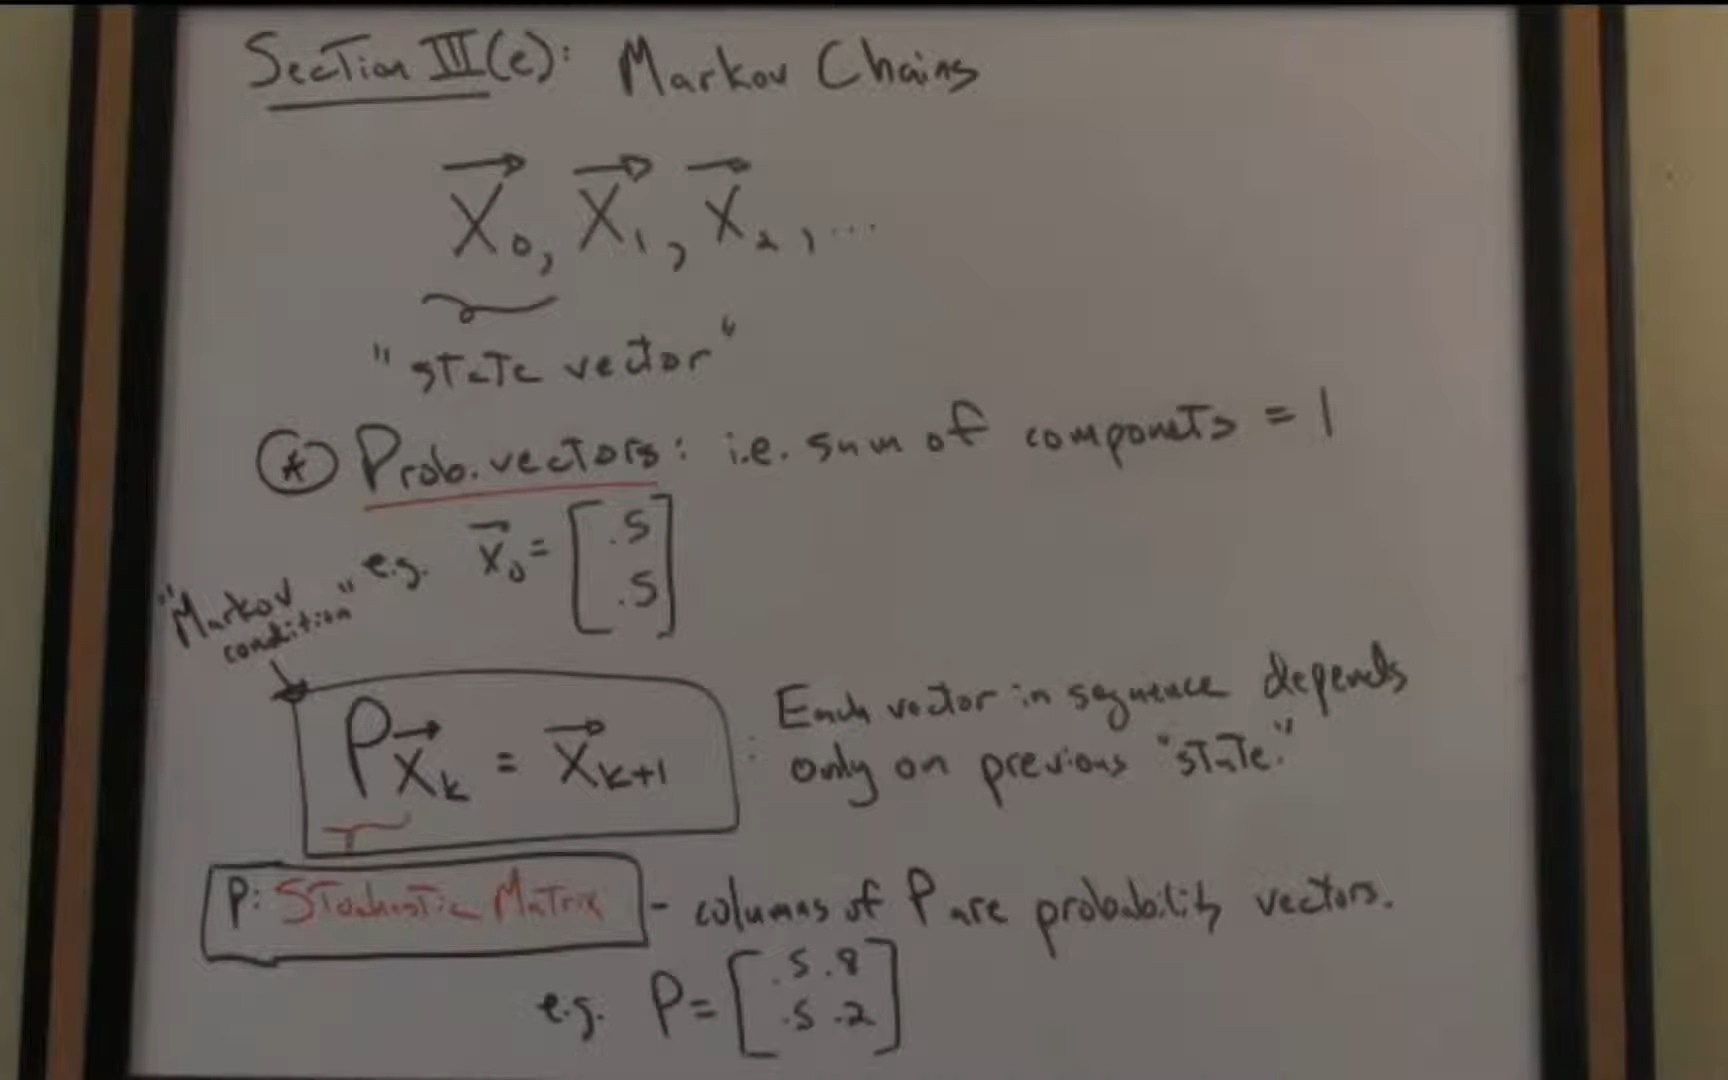 Section III(e): Markov Chains
X₀, X₁, X₂, ...
"state vector"
* Prob. vectors: i.e. sum of componets = 1
e.g. x₀ = [.5 .5]
"Markov condition"
Pxₖ = xₖ₊₁ : Each vector in sequence depends
only on previous "state."
P: Stochastic Matrix - columns of P are probability vectors.
e.g. P = [.5 .8
.5 .2]